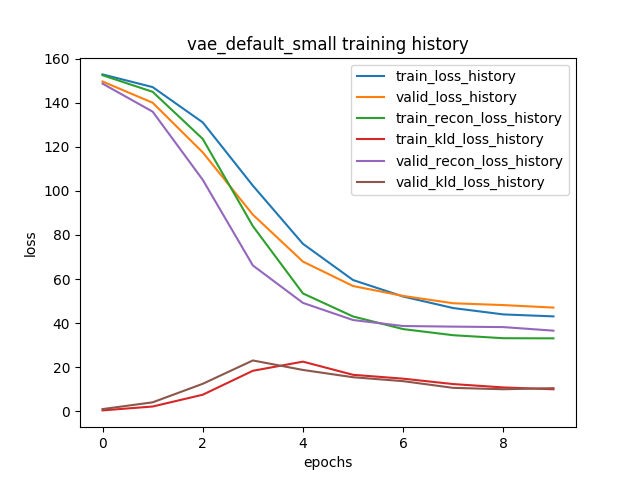 vae_default_small training history
160
140
120
100
80
60
40
20
0
loss
train_loss_history
valid_loss_history
train_recon_loss_history
train_kld_loss_history
valid_recon_loss_history
valid_kld_loss_history
0 2 4 6 8
epochs